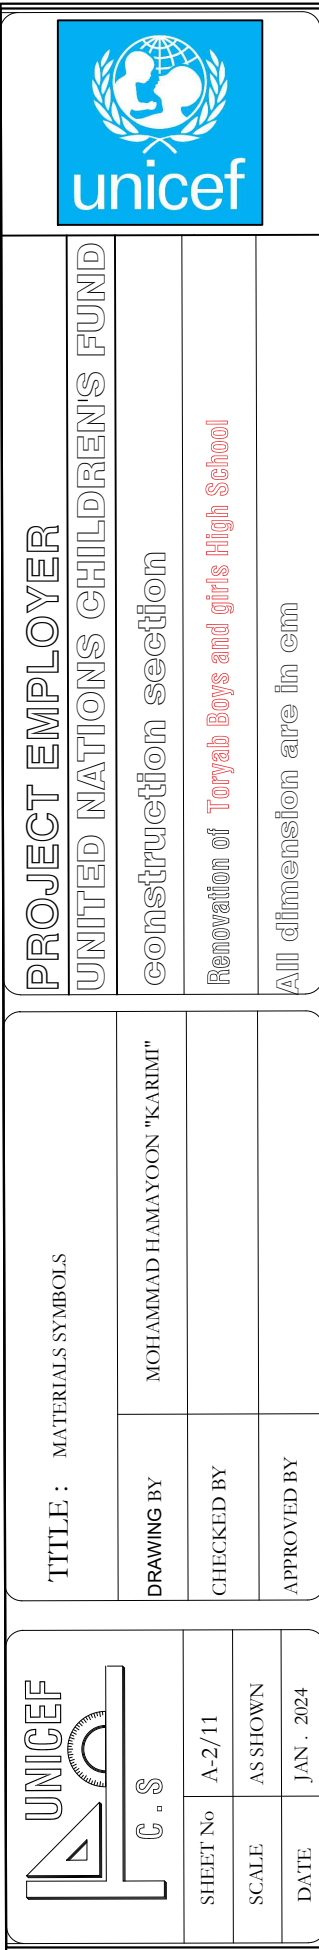 unicef
PROJECT EMPLOYER
UNITED NATIONS CHILDREN'S FUND
construction section
Renovation of Toryab Boys and girls High School
All dimension are in cm
TITLE : MATERIALS SYMBOLS
DRAWING BY MOHAMMAD HAMAYOON "KARIMI"
CHECKED BY
APPROVED BY
UNICEF
C . S
SHEET No A-2/11
SCALE AS SHOWN
DATE JAN . 2024